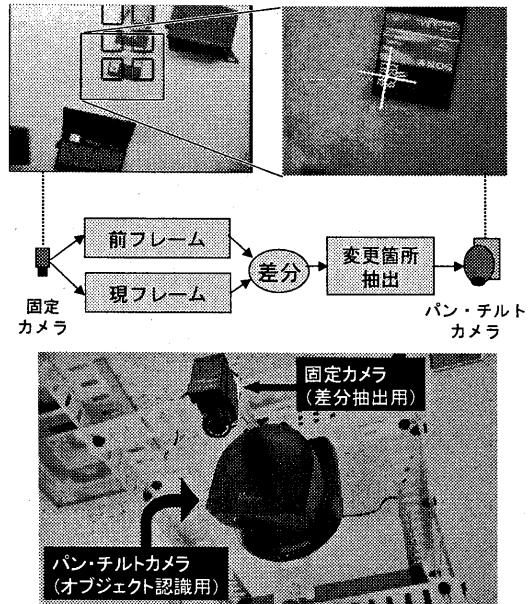 前フレーム
現フレーム
差分
変更箇所
抽出
固定
カメラ
パン・チルト
カメラ
固定カメラ
(差分抽出用)
パン・チルトカメラ
(オブジェクト認識用)